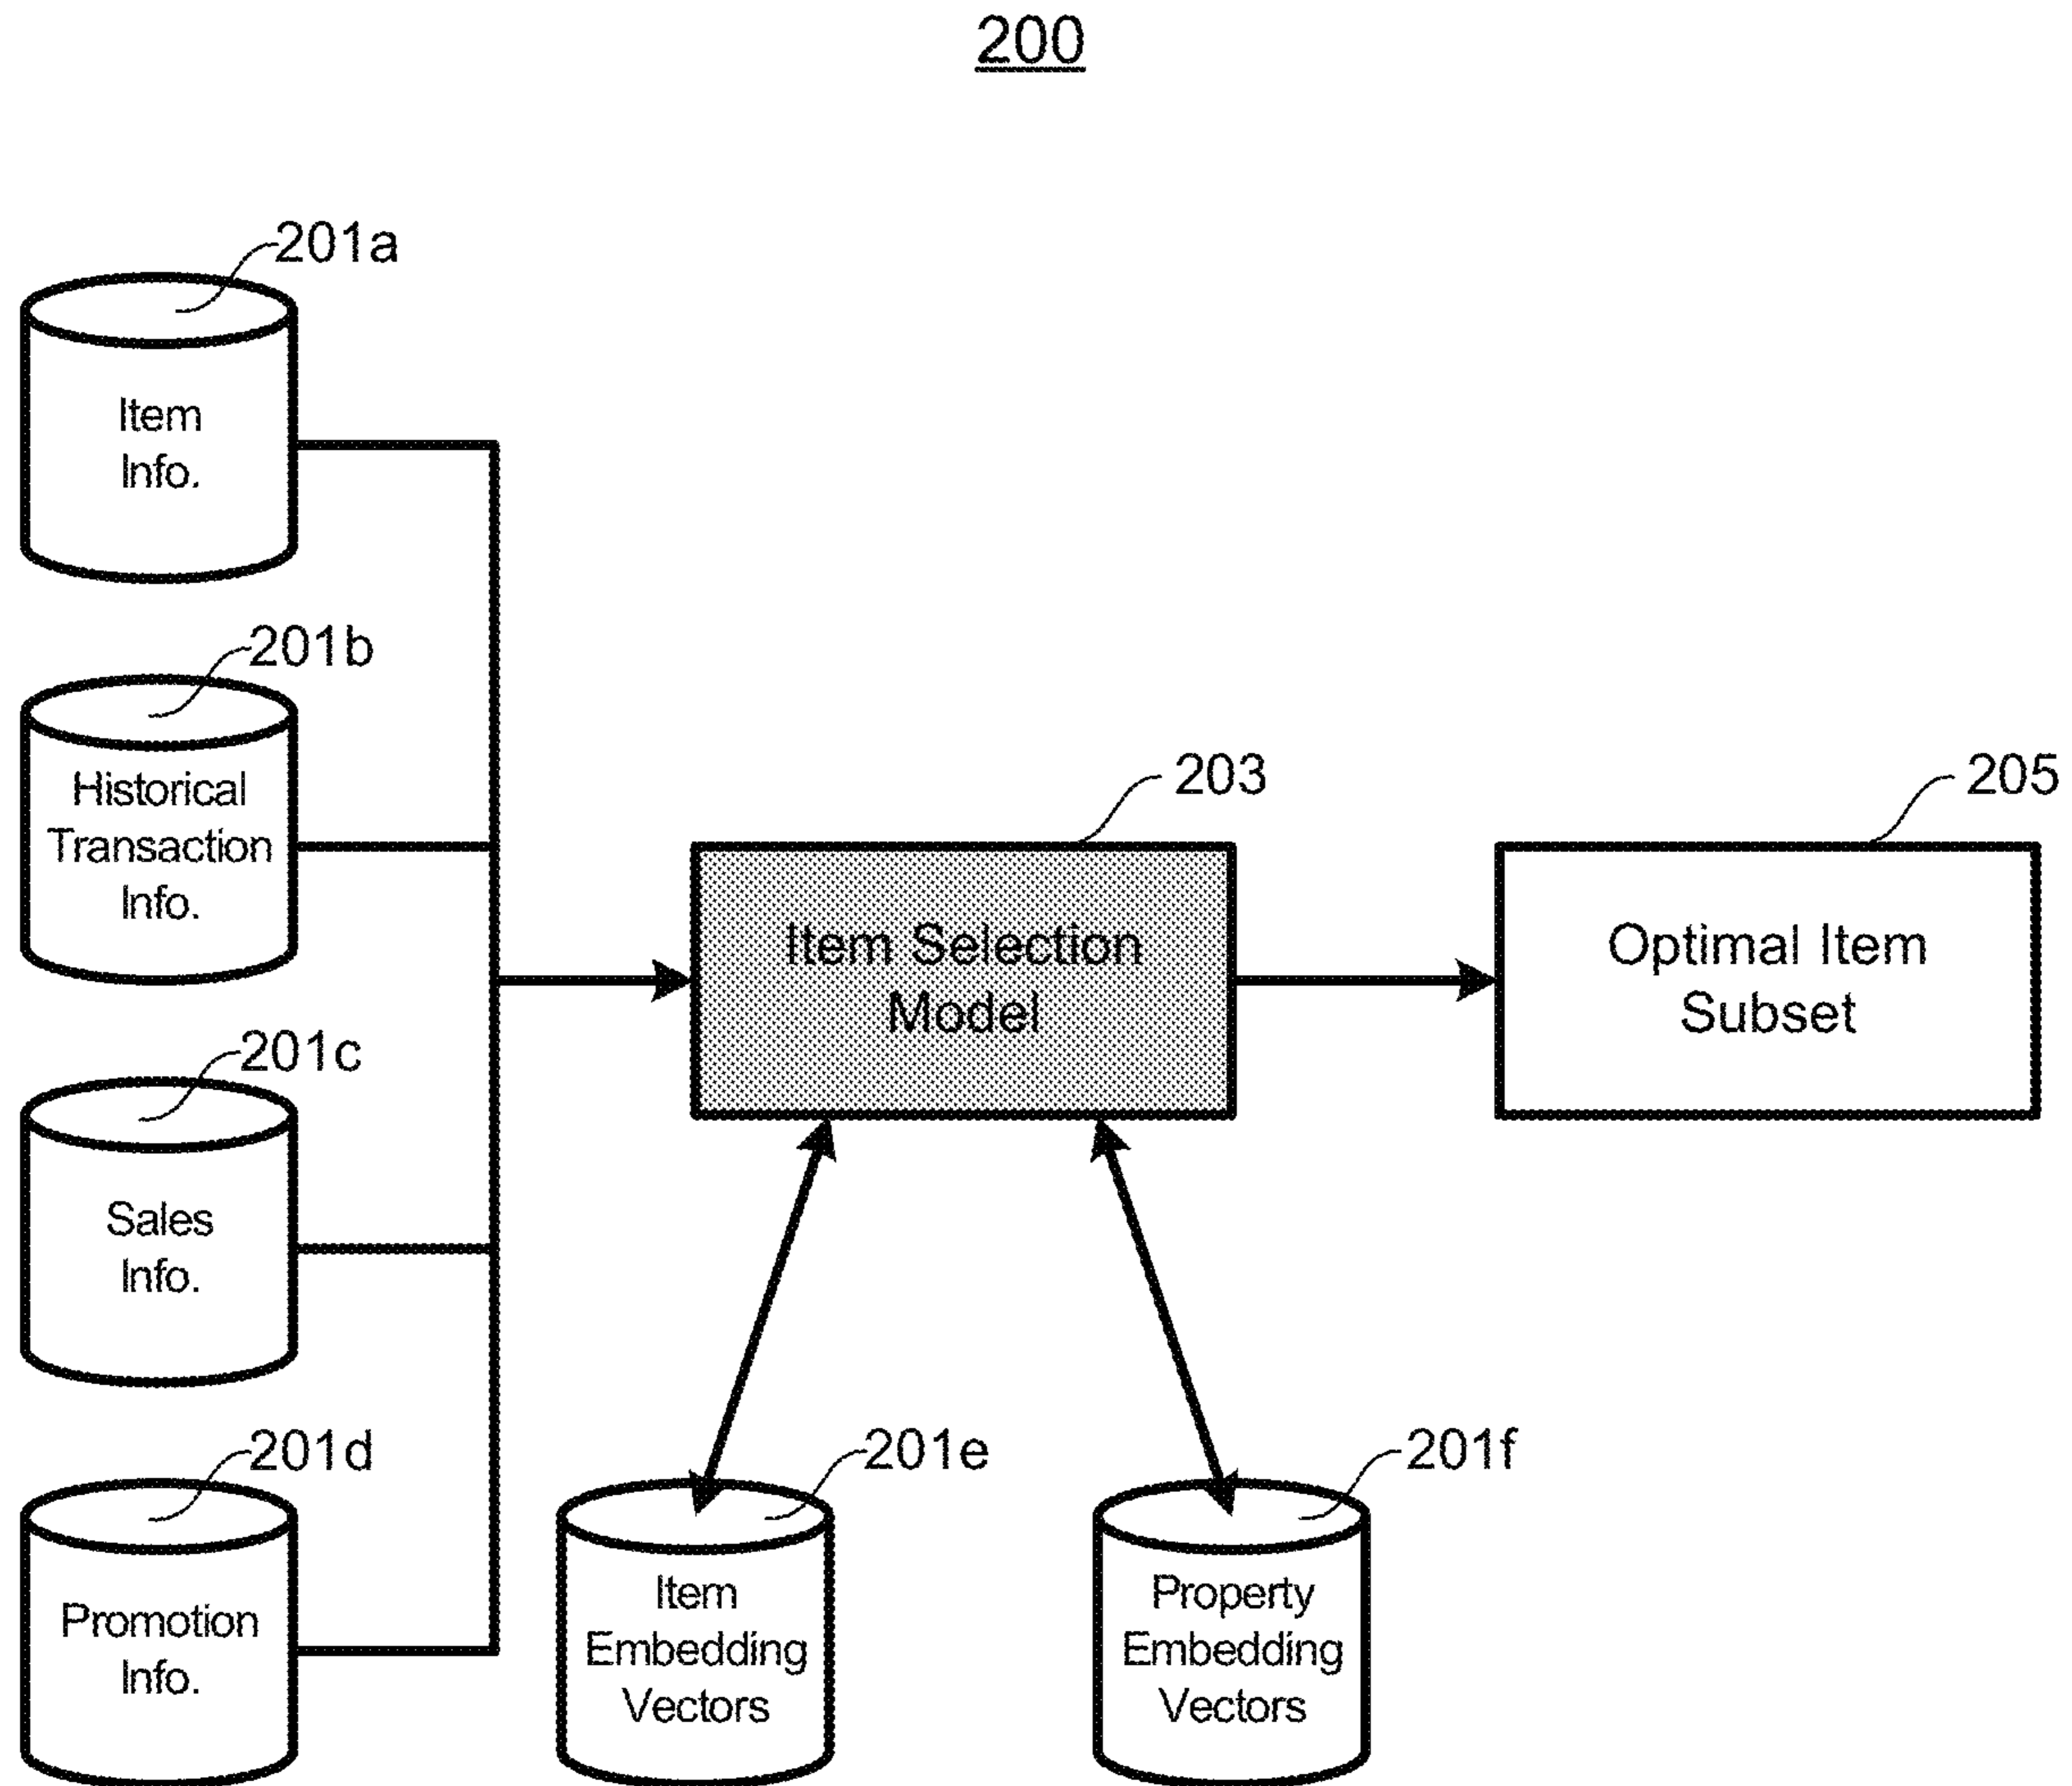 200
201a
Item
Info.
201b
Historical
Transaction
Info.
203
205
Item Selection
Model
Optimal Item
Subset
201c
Sales
Info.
201d
Promotion
Info.
201e
Item
Embedding
Vectors
201f
Property
Embedding
Vectors